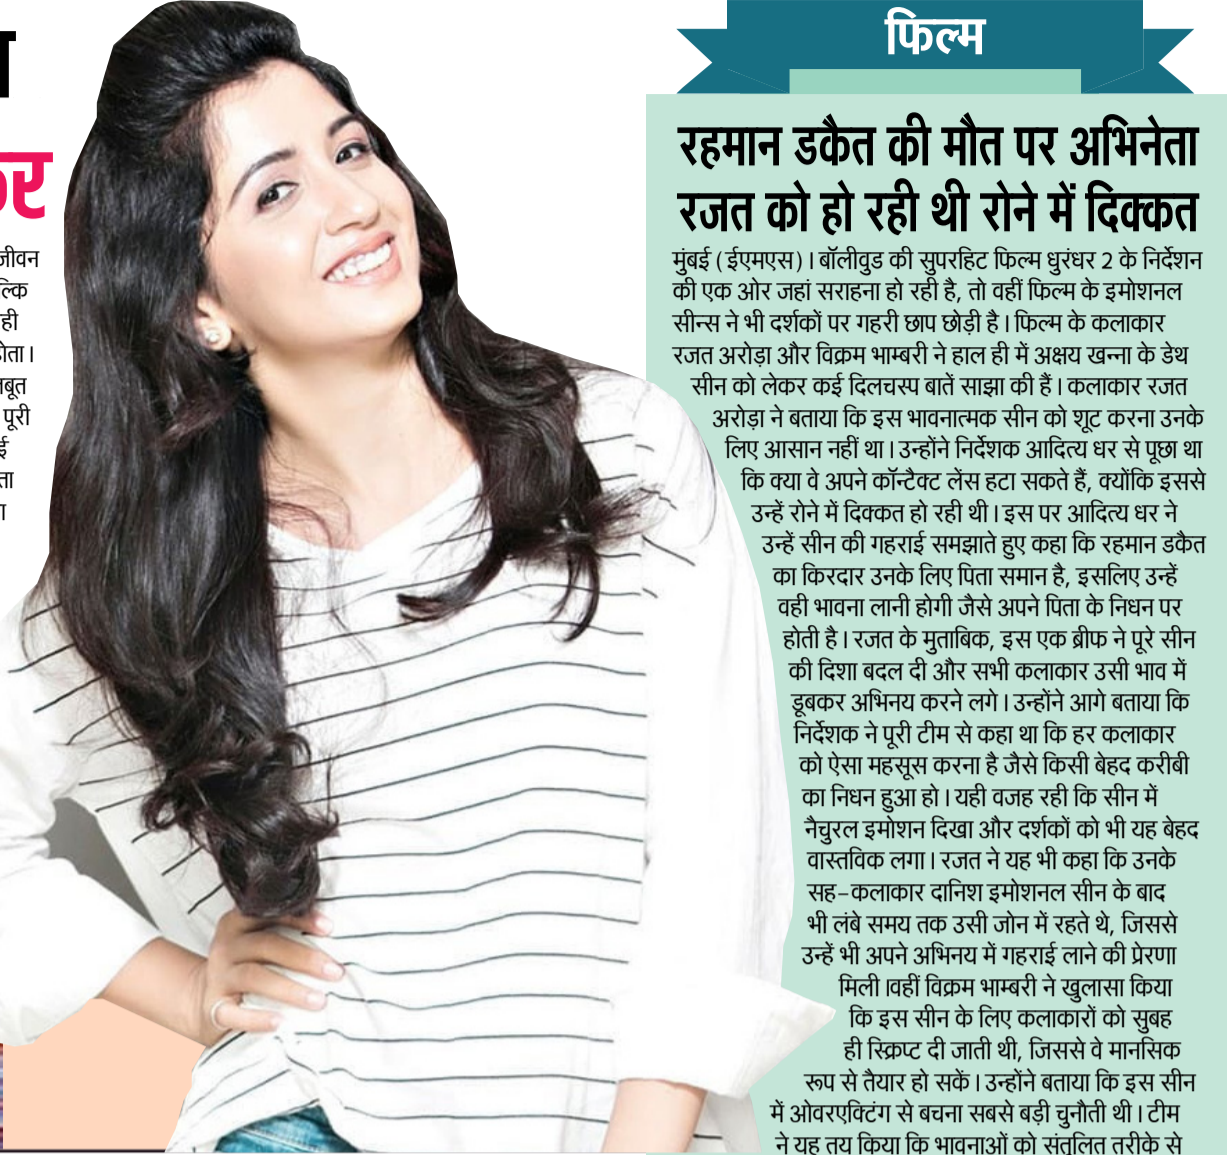 कर
जीवन
ही
होता।
पूरी
फिल्म
रहमान डकैत की मौत पर अभिनेता
रजत को हो रही थी रोने में दिक्कत
मुंबई (ईएमएस)। बॉलीवुड की सुपरहिट फिल्म धुरंधर 2 के निर्देशन
की एक ओर जहां सराहना हो रही है, तो वहीं फिल्म के इमोशनल
सीन्स ने भी दर्शकों पर गहरी छाप छोड़ी है। फिल्म के कलाकार
रजत अरोड़ा और विक्रम भाम्बरी ने हाल ही में अक्षय खन्ना के डेथ
सीन को लेकर कई दिलचस्प बातें साझा की हैं। कलाकार रजत
अरोड़ा ने बताया कि इस भावनात्मक सीन को शूट करना उनके
लिए आसान नहीं था। उन्होंने निर्देशक आदित्य धर से पूछा था
कि क्या वे अपने कॉन्टैक्ट लेंस हटा सकते हैं, क्योंकि इससे
उन्हें रोने में दिक्कत हो रही थी। इस पर आदित्य धर ने
उन्हें सीन की गहराई समझाते हुए कहा कि रहमान डकैत
का किरदार उनके लिए पिता समान है, इसलिए उन्हें
वही भावना लानी होगी जैसे अपने पिता के निधन पर
होती है। रजत के मुताबिक, इस एक ब्रीफ ने पूरे सीन
की दिशा बदल दी और सभी कलाकार उसी भाव में
डूबकर अभिनय करने लगे। उन्होंने आगे बताया कि
निर्देशक ने पूरी टीम से कहा था कि हर कलाकार
को ऐसा महसूस करना है जैसे किसी बेहद करीबी
का निधन हुआ हो। यही वजह रही कि सीन में
नैचुरल इमोशन दिखा और दर्शकों को भी यह बेहद
वास्तविक लगा। रजत ने यह भी कहा कि उनके
सह-कलाकार दानिश इमोशनल सीन के बाद
भी लंबे समय तक उसी जोन में रहते थे, जिससे
उन्हें भी अपने अभिनय में गहराई लाने की प्रेरणा
मिली।वहीं विक्रम भाम्बरी ने खुलासा किया
कि इस सीन के लिए कलाकारों को सुबह
ही स्क्रिप्ट दी जाती थी, जिससे वे मानसिक
रूप से तैयार हो सकें। उन्होंने बताया कि इस सीन
में ओवरएक्टिंग से बचना सबसे बड़ी चुनौती थी। टीम
ने यह तय किया कि भावनाओं को संतुलित तरीके से